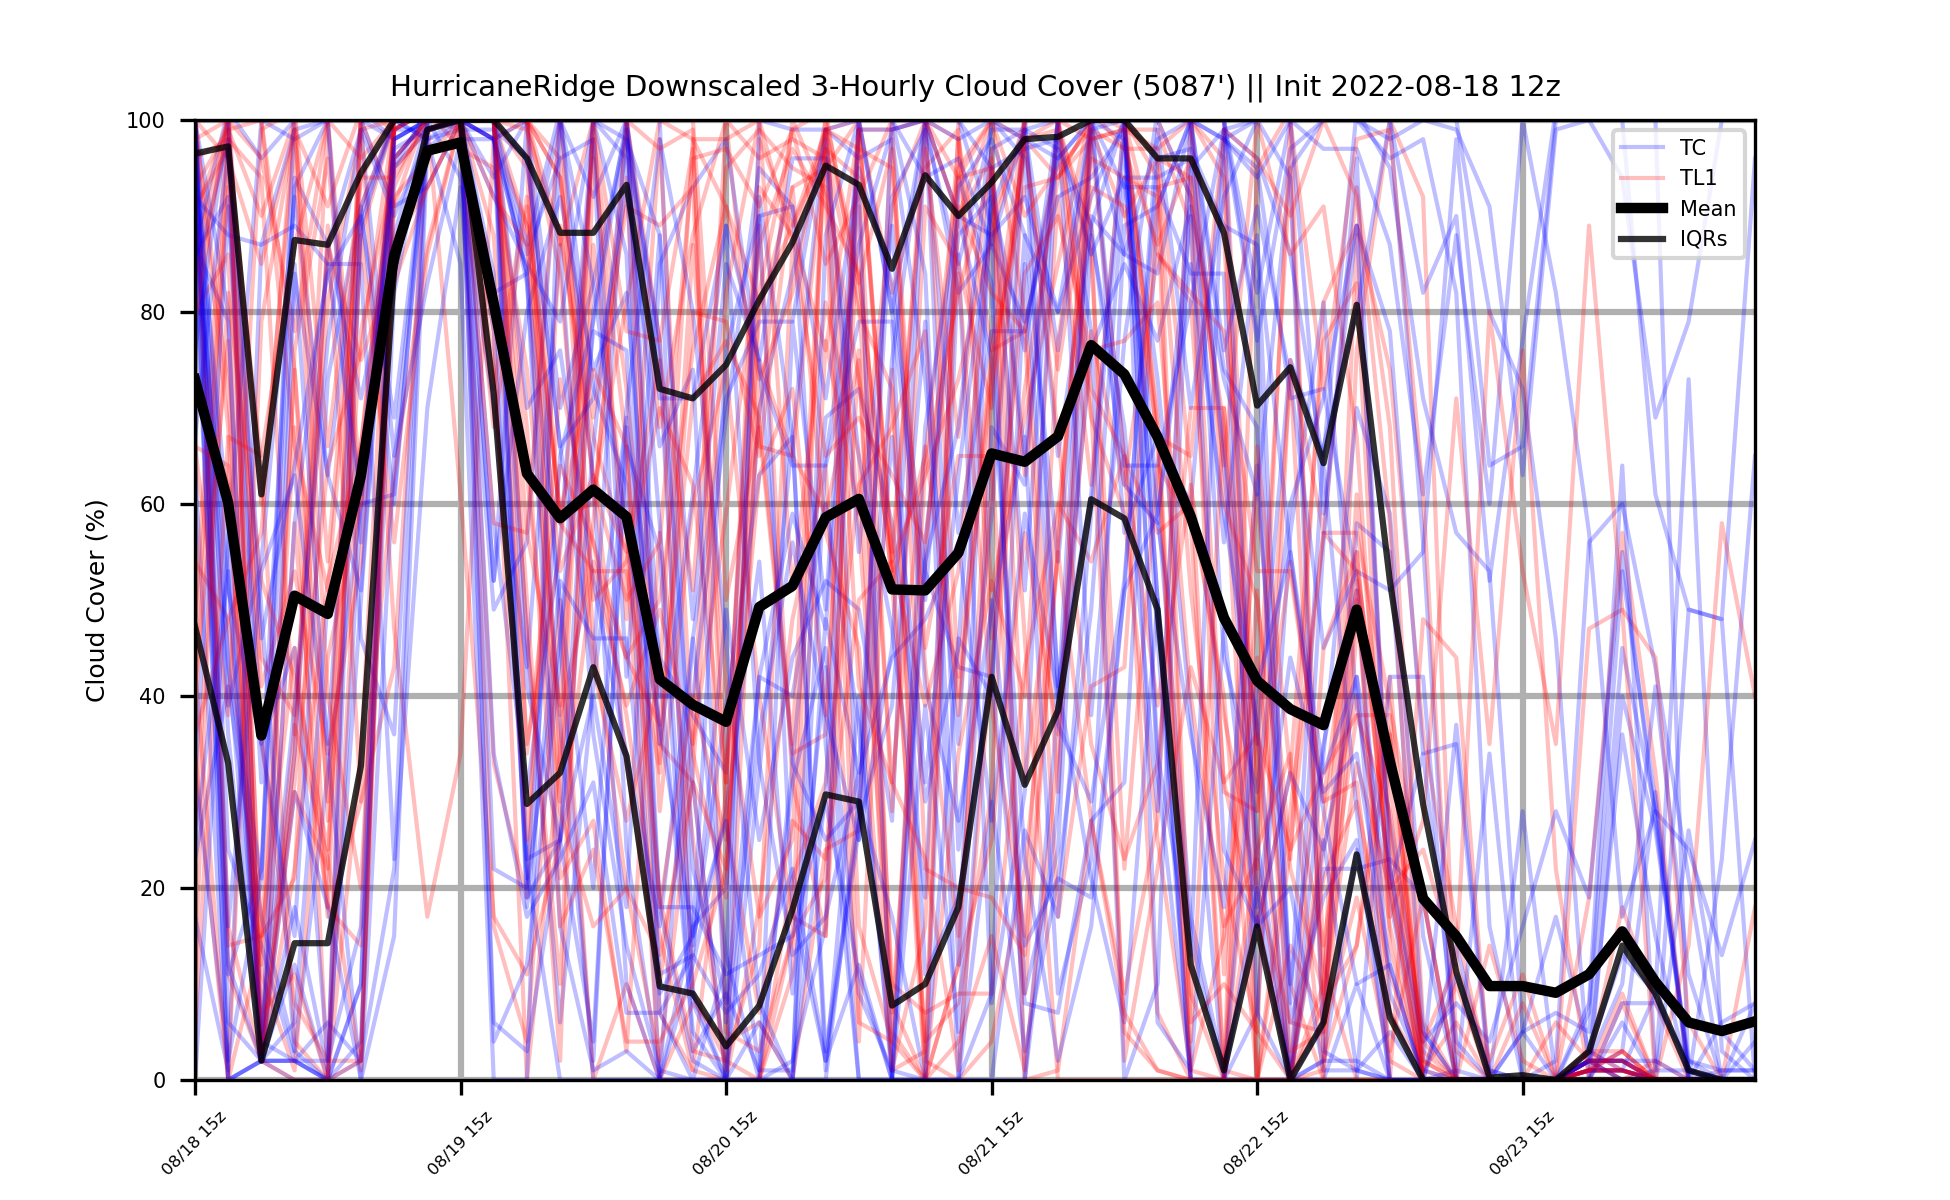 HurricaneRidge Downscaled 3-Hourly Cloud Cover (5087') || Init 2022-08-18 12z
TC
TL1
Mean
IQRs
Cloud Cover (%)
100
80
60
40
20
0
08/18 15z
08/19 15z
08/20 15z
08/21 15z
08/22 15z
08/23 15z